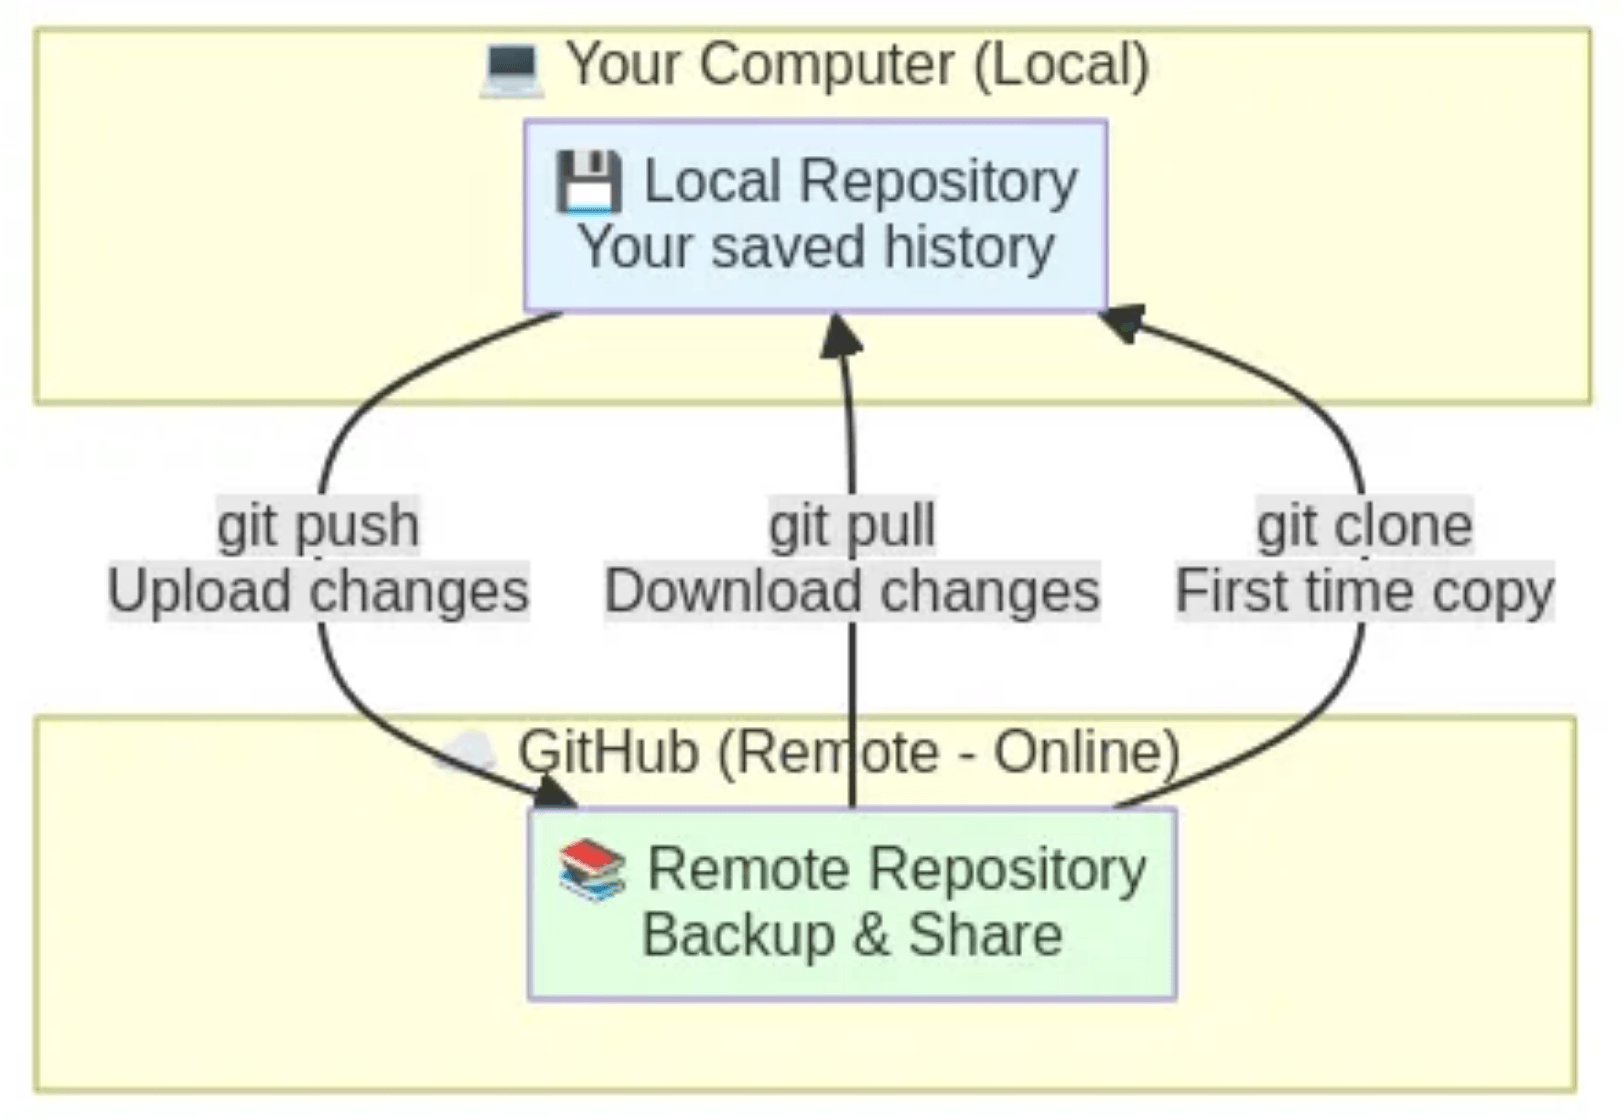 💻 Your Computer (Local)
💾 Local Repository
Your saved history
git push
Upload changes
git pull
Download changes
git clone
First time copy
☁️ GitHub (Remote - Online)
📚 Remote Repository
Backup & Share